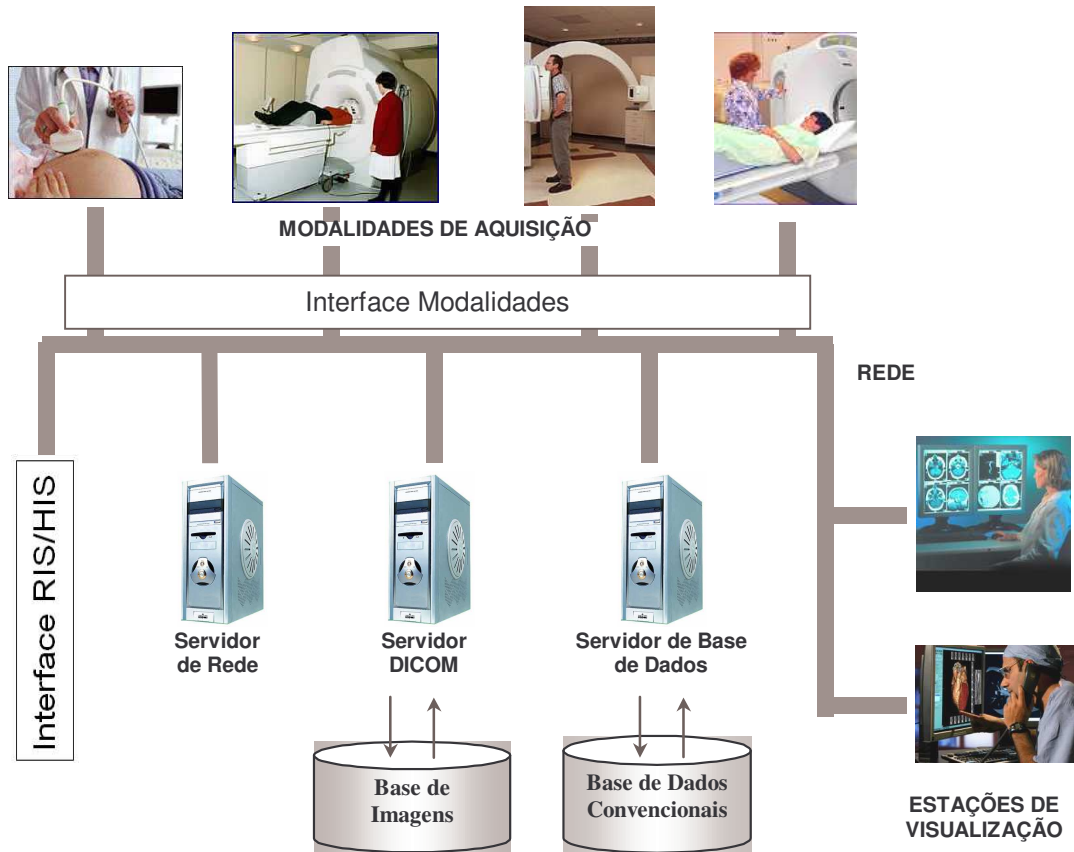 MODALIDADES DE AQUISIÇÃO
Interface Modalidades
REDE
Interface RIS/HIS
Servidor
de Rede
Servidor
DICOM
Servidor de Base
de Dados
Base de
Imagens
Base de Dados
Convencionais
ESTAÇÕES DE
VISUALIZAÇÃO